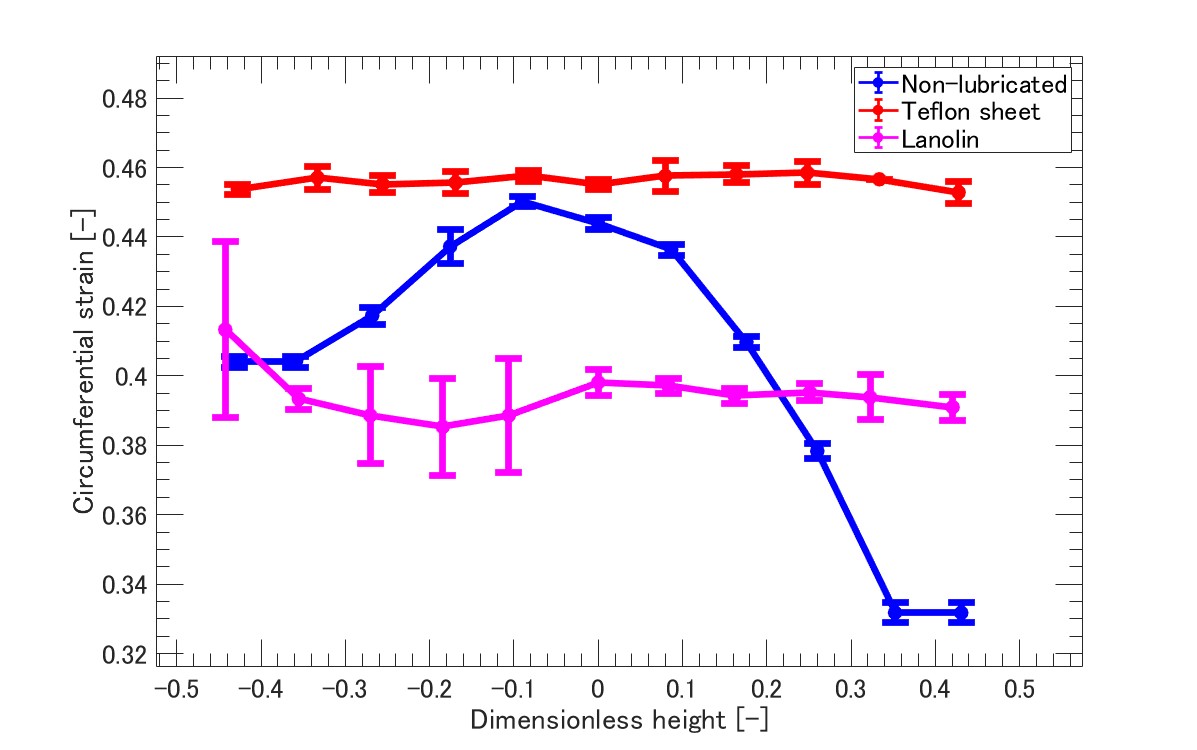 Non-lubricated
Teflon sheet
Lanolin
0.48
0.46
0.44
0.42
0.4
0.38
0.36
0.34
0.32
Circumferential strain [-]
-0.5 -0.4 -0.3 -0.2 -0.1 0 0.1 0.2 0.3 0.4 0.5
Dimensionless height [-]